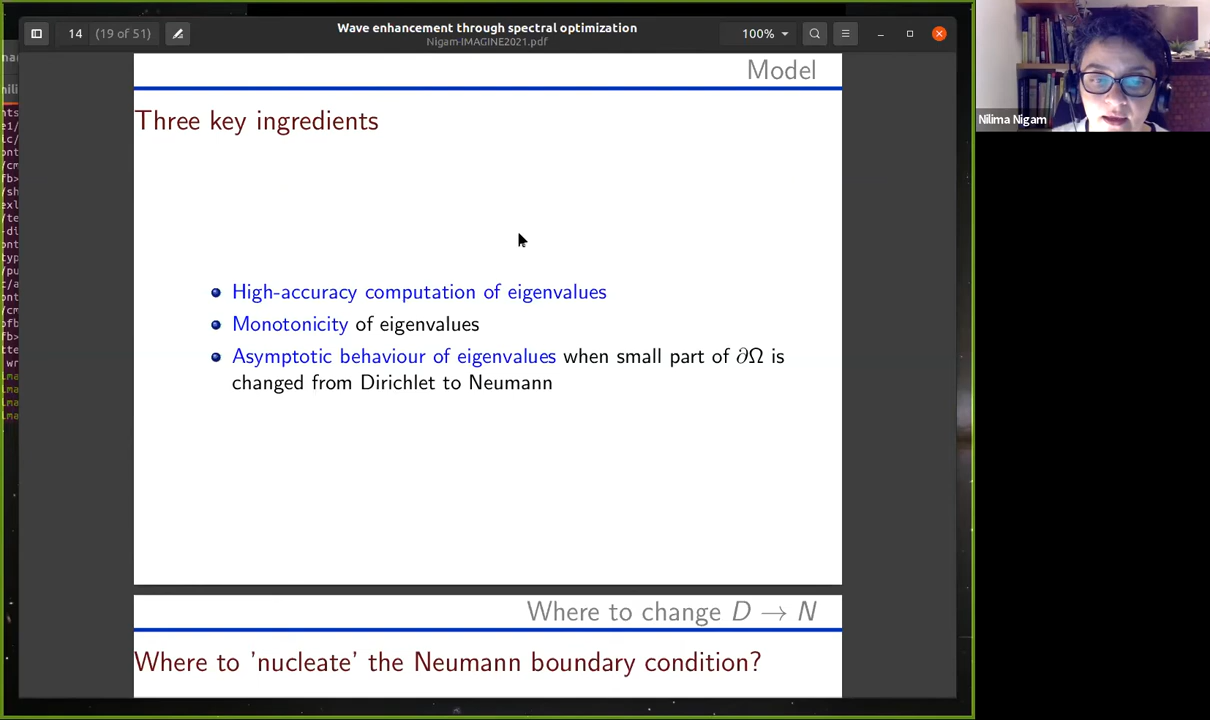 14 (19 of 51)
Wave enhancement through spectral optimization
Nigam-IMAGINE2021.pdf
100%
Model
Three key ingredients
High-accuracy computation of eigenvalues
Monotonicity of eigenvalues
Asymptotic behaviour of eigenvalues when small part of ∂Ω is
changed from Dirichlet to Neumann
Where to change D → N
Where to 'nucleate' the Neumann boundary condition?
Nilima Nigam